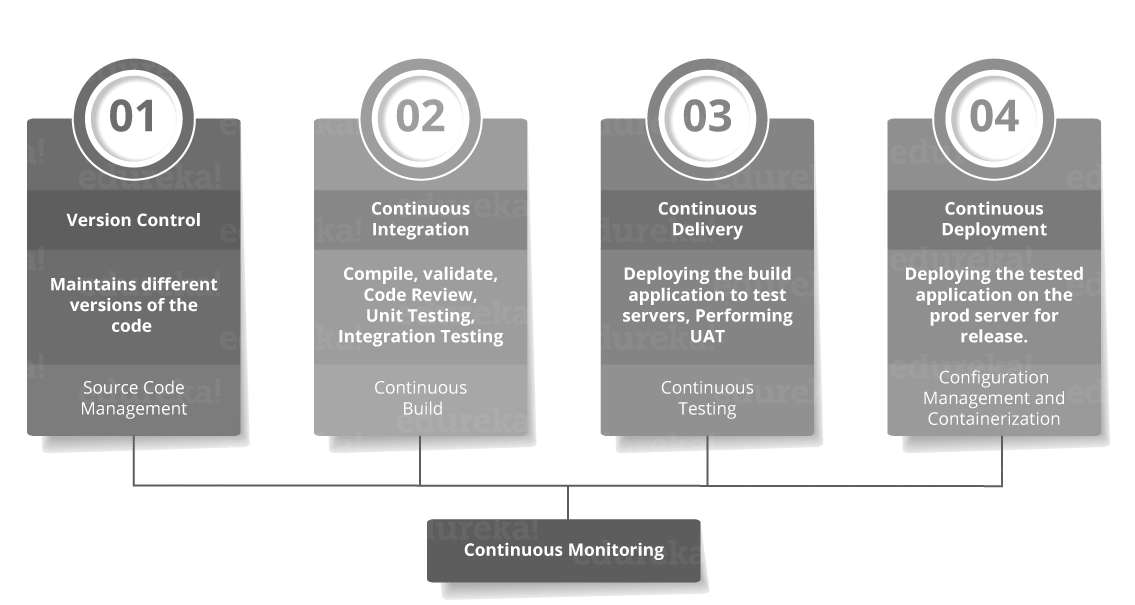 01
Version Control
Maintains different
versions of the
code
Source Code
Management
02
Continuous
Integration
Compile, validate,
Code Review,
Unit Testing,
Integration Testing
Continuous
Build
03
Continuous
Delivery
Deploying the build
application to test
servers, Performing
UAT
Continuous
Testing
04
Continuous
Deployment
Deploying the tested
application on the
prod server for
release.
Configuration
Management and
Containerization
Continuous Monitoring
edureka!